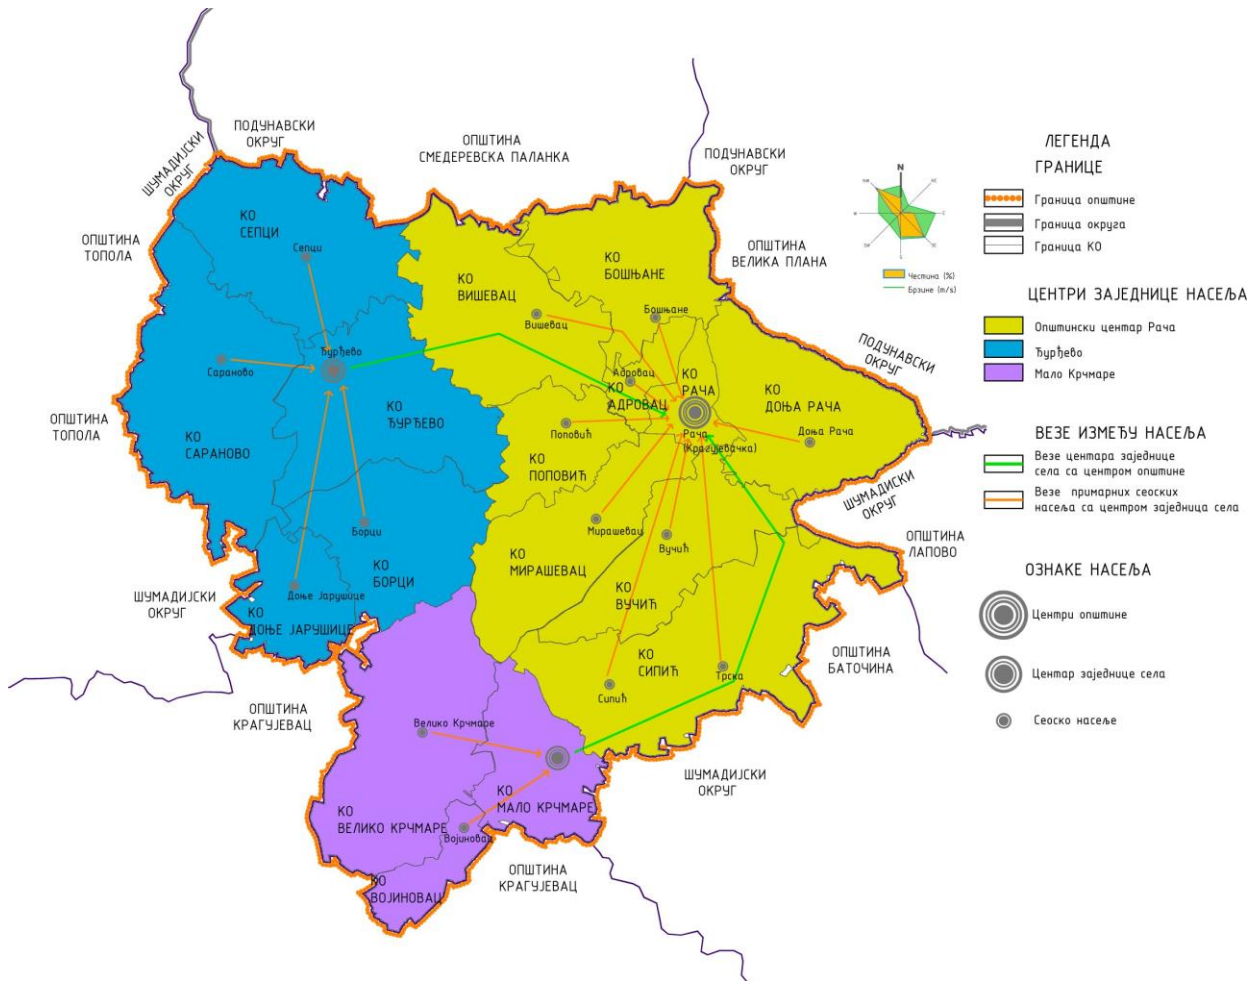 ПОДУНАВСКИ
ОКРУГ
ШУМАДИЈСКИ
ОКРУГ
ОПШТИНА
СМЕДЕРЕВСКА ПАЛАНКА
ПОДУНАВСКИ
ОКРУГ
ОПШТИНА
ТОПОЛА
ОПШТИНА
ВЕЛИКА ПЛАНА
КО
СЕПЦИ
Сепци
КО
ВИШЕВАЦ
Вишевац
КО
БОШЊАНЕ
Бошњане
ПОДУНАВСКИ
ОКРУГ
Сараново
Ђурђево
Адровац
КО
АДРОВАЦ
КО
РАЧА
КО
ДОЊА РАЧА
ОПШТИНА
ТОПОЛА
КО
САРАНОВО
КО
ЂУРЂЕВО
Поповић
КО
ПОПОВИЋ
Рача
(Крагујевачка)
Доња Рача
ШУМАДИСКИ
ОКРУГ
ОПШТИНА
ЛАПОВО
Борци
КО
БОРЦИ
Мирашевац
КО
МИРАШЕВАЦ
Вучић
КО
ВУЧИЋ
ШУМАДИЈСКИ
ОКРУГ
Доње Јарушице
КО
ДОЊЕ ЈАРУШИЦЕ
КО
СИПИЋ
Сипић
Трска
ОПШТИНА
БАТОЧИНА
ОПШТИНА
КРАГУЈЕВАЦ
Велико Крчмаре
ШУМАДИЈСКИ
ОКРУГ
КО
МАЛО КРЧМАРЕ
КО
ВЕЛИКО КРЧМАРЕ
Војиновац
КО
ВОЈИНОВАЦ
ОПШТИНА
КРАГУЈЕВАЦ
N
Честина (%)
Брзине (m/s)
ЛЕГЕНДА
ГРАНИЦЕ
Граница општине
Граница округа
Граница КО
ЦЕНТРИ ЗАЈЕДНИЦЕ НАСЕЉА
Општински центар Рача
Ђурђево
Мало Крчмаре
ВЕЗЕ ИЗМЕЂУ НАСЕЉА
Везе центара заједнице
села са центром општине
Везе примарних сеоских
насеља са центром заједница села
ОЗНАКЕ НАСЕЉА
Центри општине
Центар заједнице села
Сеоско насеље